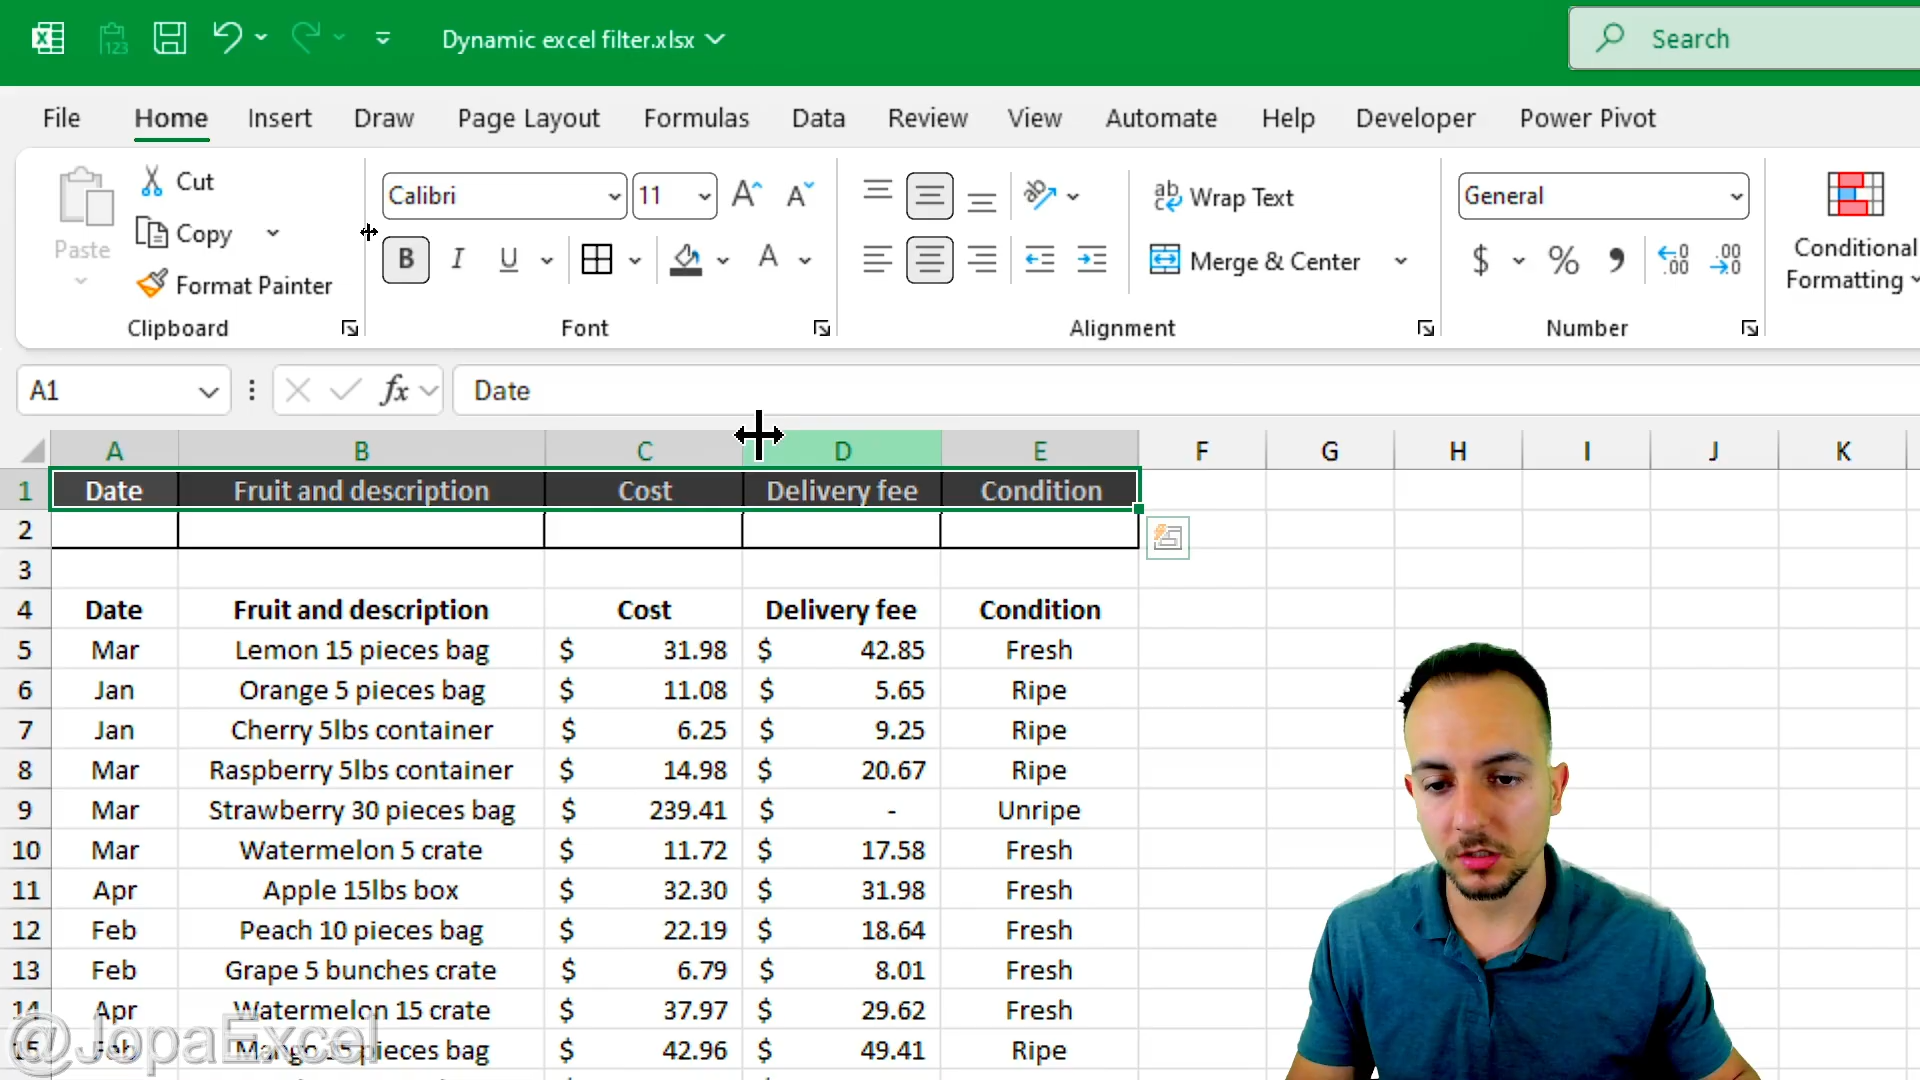 Dynamic excel filter.xlsx
Search
File Home Insert Draw Page Layout Formulas Data Review View Automate Help Developer Power Pivot
Paste
Cut
Copy
Format Painter
Clipboard
Calibri 11
B I U
Font
Wrap Text
Merge & Center
Alignment
General
$ % 9
Number
Conditional
Formatting
A1 fx Date
A B C D E F G H I J K
1 Date Fruit and description Cost Delivery fee Condition
2
3
4 Date Fruit and description Cost Delivery fee Condition
5 Mar Lemon 15 pieces bag $ 31.98 $ 42.85 Fresh
6 Jan Orange 5 pieces bag $ 11.08 $ 5.65 Ripe
7 Jan Cherry 5lbs container $ 6.25 $ 9.25 Ripe
8 Mar Raspberry 5lbs container $ 14.98 $ 20.67 Ripe
9 Mar Strawberry 30 pieces bag $ 239.41 $ - Unripe
10 Mar Watermelon 5 crate $ 11.72 $ 17.58 Fresh
11 Apr Apple 15lbs box $ 32.30 $ 31.98 Fresh
12 Feb Peach 10 pieces bag $ 22.19 $ 18.64 Fresh
13 Feb Grape 5 bunches crate $ 6.79 $ 8.01 Fresh
14 Apr Watermelon 15 crate $ 37.97 $ 29.62 Fresh
15 Feb Mango 15 pieces bag $ 42.96 $ 49.41 Ripe
@JopaExcel